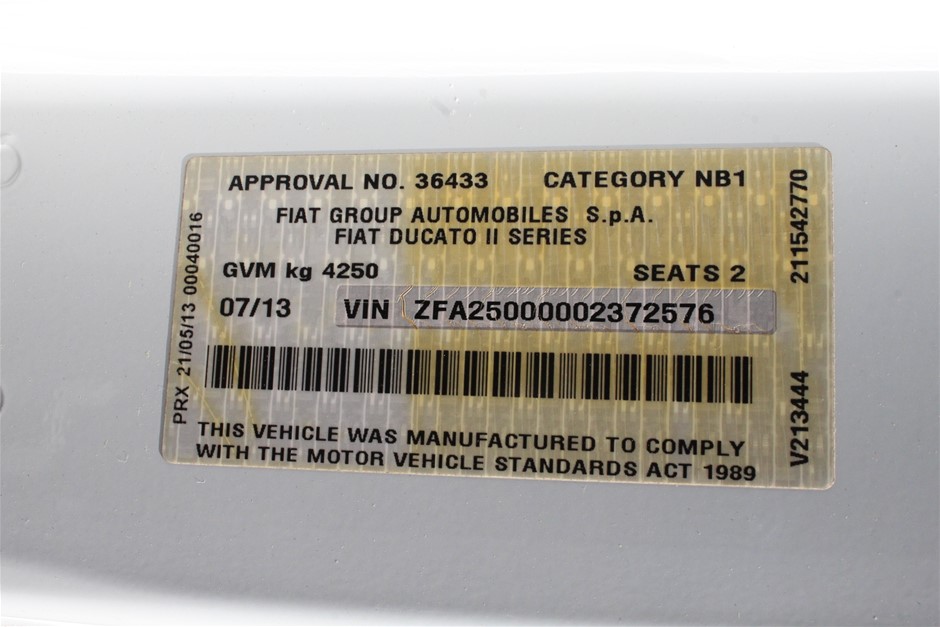 APPROVAL NO. 36433 CATEGORY NB1
FIAT GROUP AUTOMOBILES S.p.A.
FIAT DUCATO II SERIES
GVM kg 4250 SEATS 2
07/13 VIN ZFA25000002372576
THIS VEHICLE WAS MANUFACTURED TO COMPLY
WITH THE MOTOR VEHICLE STANDARDS ACT 1989
PRX 21/05/13 00040016
V213444 211542770